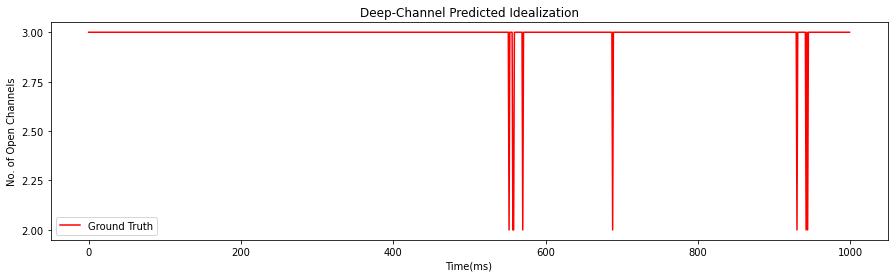 Deep-Channel Predicted Idealization
No. of Open Channels
3.00
2.75
2.50
2.25
2.00
Ground Truth
0
200
400
600
800
1000
Time(ms)